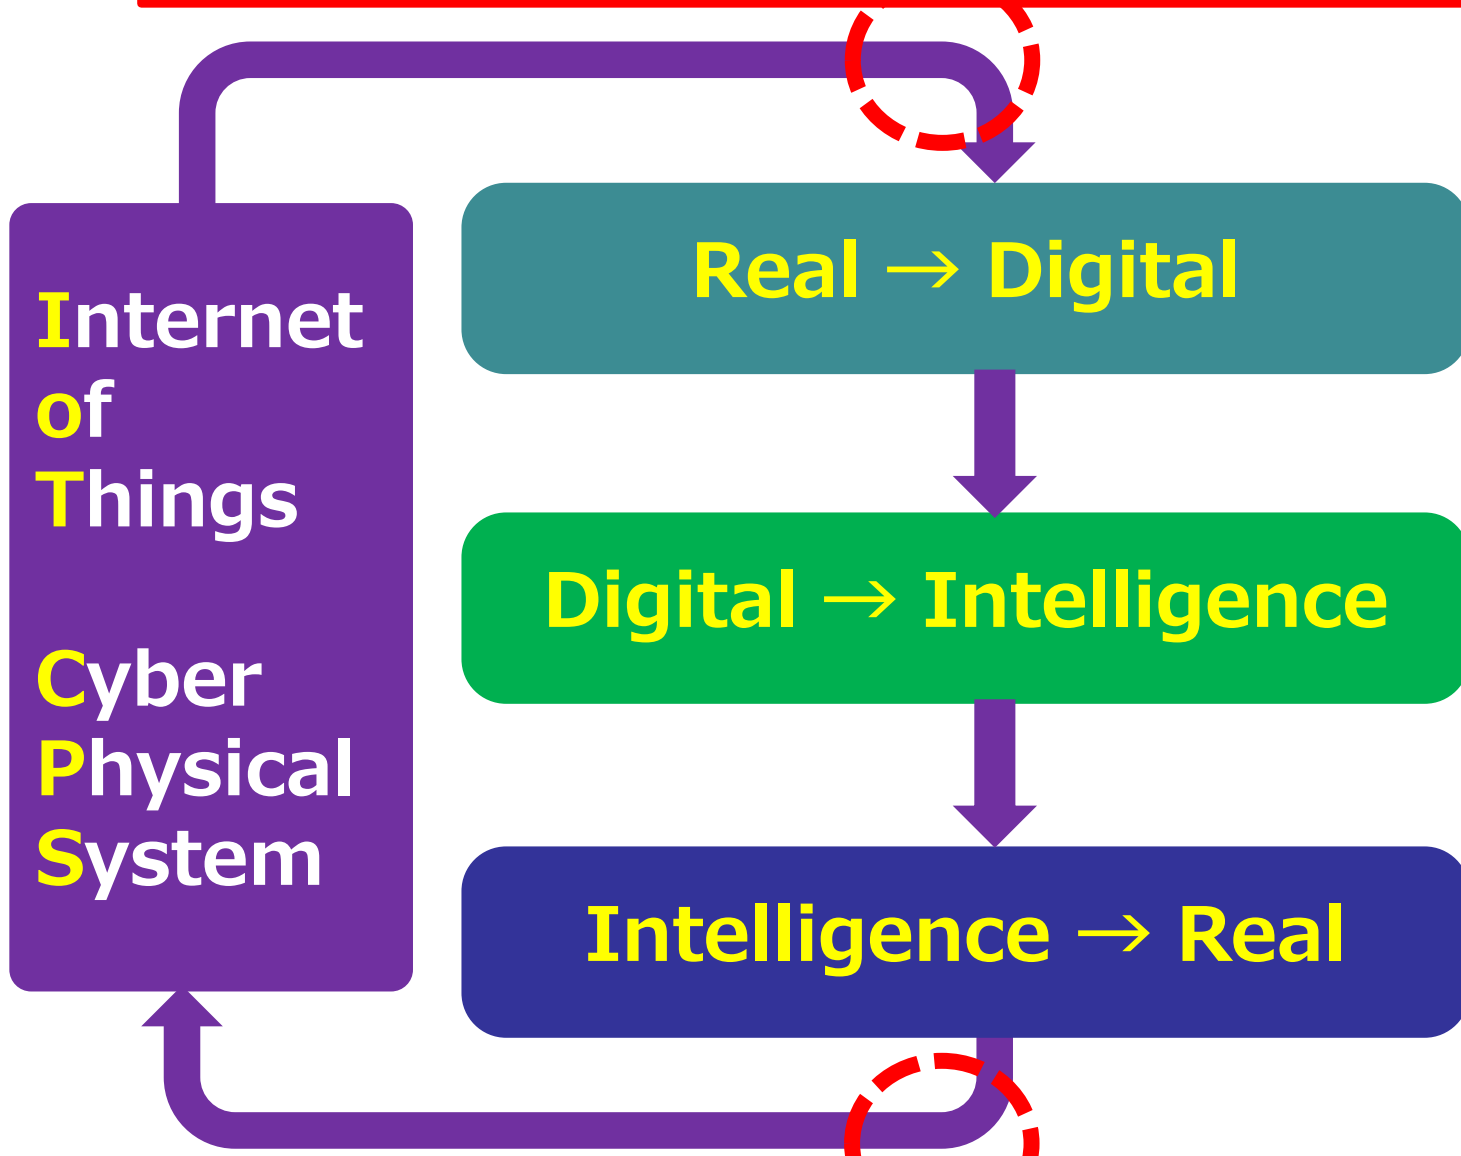 Internet
of
Things
Cyber
Physical
System
Real → Digital
Digital → Intelligence
Intelligence → Real